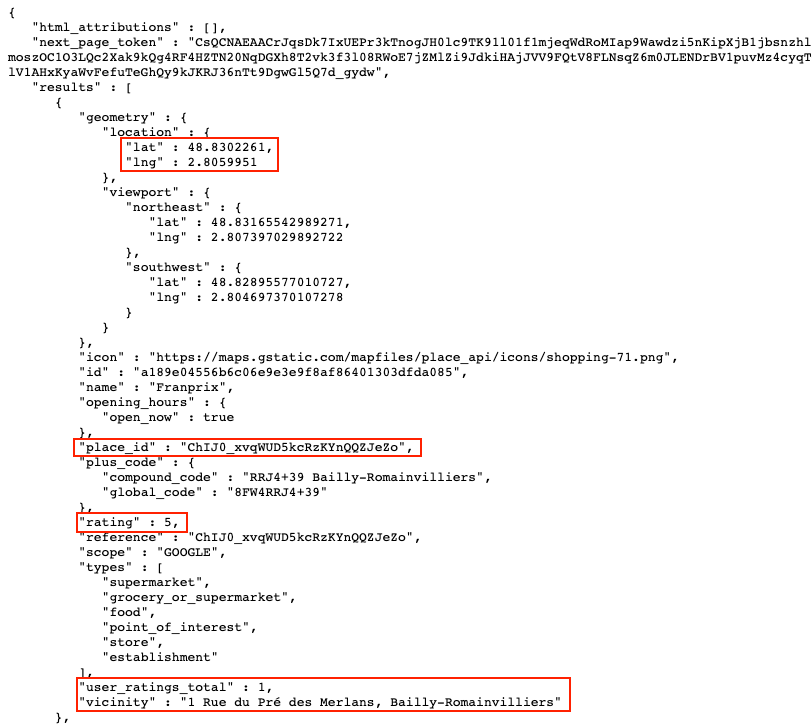 {
"html_attributions" : [],
"next_page_token" : "CsQCNAEAACrJqsDk7IxUEPr3kTnogJH0lc9TK91l01f1mjeqWdRoMIap9Wawdzi5nKipXjB1jbsnzhl
moszOC1O3LQc2Xak9kQg4RF4HZTN20NqDGXh8T2vk3f3l08RWoE7jZMlZi9JdkiHAjJVV9FQtV8FLNsqZ6m0JLENDrBVlpuvMz4cyqT
lV1AHxKyaWvFefuTeGhQy9kJKRJ36nTt9DgwGl5Q7d_gydw",
"results" : [
{
"geometry" : {
"location" : {
"lat" : 48.8302261,
"lng" : 2.8059951
},
"viewport" : {
"northeast" : {
"lat" : 48.83165542989271,
"lng" : 2.807397029892722
},
"southwest" : {
"lat" : 48.82895577010727,
"lng" : 2.804697370107278
}
}
},
"icon" : "https://maps.gstatic.com/mapfiles/place_api/icons/shopping-71.png",
"id" : "a189e04556b6c06e9e3e9f8af86401303dfda085",
"name" : "Franprix",
"opening_hours" : {
"open_now" : true
},
"place_id" : "ChIJ0_xvqWUD5kcRzKYnQQZJeZo",
"plus_code" : {
"compound_code" : "RRJ4+39 Bailly-Romainvilliers",
"global_code" : "8FW4RRJ4+39"
},
"rating" : 5,
"reference" : "ChIJ0_xvqWUD5kcRzKYnQQZJeZo",
"scope" : "GOOGLE",
"types" : [
"supermarket",
"grocery_or_supermarket",
"food",
"point_of_interest",
"store",
"establishment"
],
"user_ratings_total" : 1,
"vicinity" : "1 Rue du Pré des Merlans, Bailly-Romainvilliers"
},